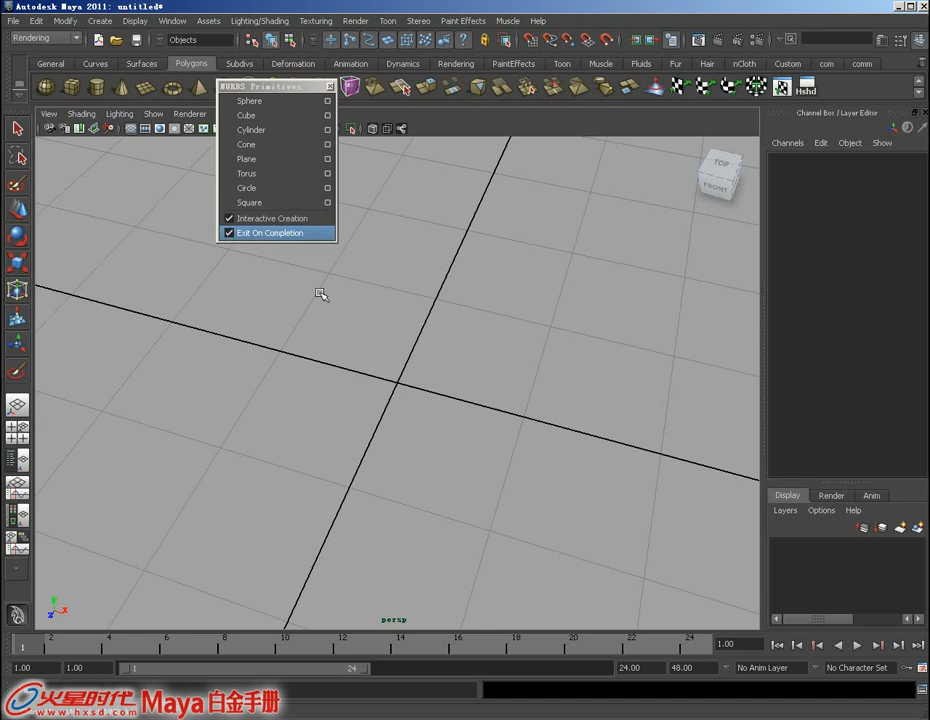 Autodesk Maya 2011: untitled*
File Edit Modify Create Display Window Assets Lighting/Shading Texturing Render Toon Stereo Paint Effects Muscle Help
Rendering Objects
General Curves Surfaces Polygons Subdivs Deformation Animation Dynamics Rendering PaintEffects Toon Muscle Fluids Fur Hair nCloth Custom com comm
Hshd
NURBS Primitives
Sphere
Cube
Cylinder
Cone
Plane
Torus
Circle
Square
Interactive Creation
Exit On Completion
View Shading Lighting Show Renderer
TOP
FRONT
Channel Box / Layer Editor
Channels Edit Object Show
Display Render Anim
Layers Options Help
y
x
z
persp
1 2 4 6 8 10 12 14 16 18 20 22 24 1.00
1.00 1.00 1 24 24.00 48.00 No Anim Layer No Character Set
火星时代 Maya白金手册
www.hxsd.com